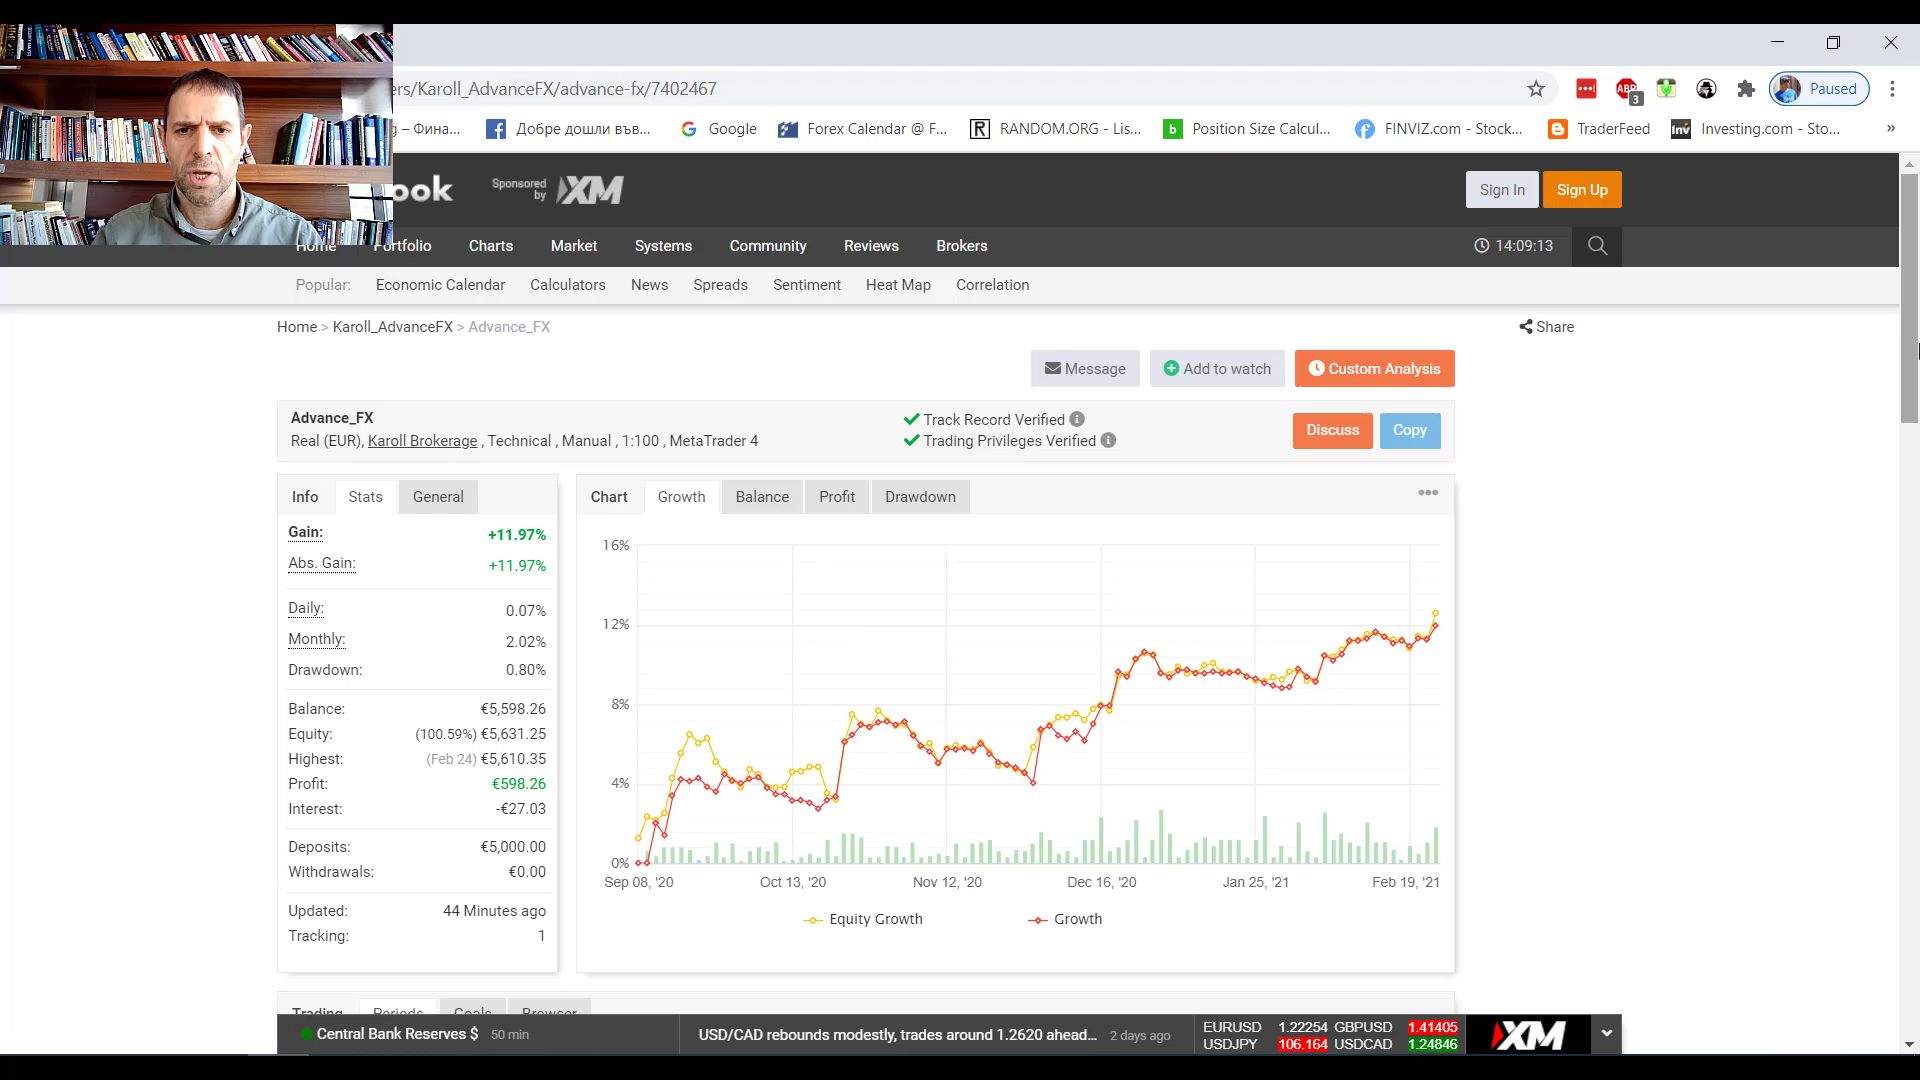 ers/Karoll_AdvanceFX/advance-fx/7402467
ABP 3 Paused
g – Фина... Добре дошли във... Google Forex Calendar @ F... RANDOM.ORG - Lis... Position Size Calcul... FINVIZ.com - Stock... TraderFeed Investing.com - Sto... »
ook Sponsored by XM Sign In Sign Up
Home Portfolio Charts Market Systems Community Reviews Brokers 14:09:13
Popular: Economic Calendar Calculators News Spreads Sentiment Heat Map Correlation
Home > Karoll_AdvanceFX > Advance_FX Share
Message Add to watch Custom Analysis
Advance_FX
Real (EUR), Karoll Brokerage , Technical , Manual , 1:100 , MetaTrader 4
Track Record Verified
Trading Privileges Verified
Discuss Copy
Info Stats General
Gain: +11.97%
Abs. Gain: +11.97%
Daily: 0.07%
Monthly: 2.02%
Drawdown: 0.80%
Balance: €5,598.26
Equity: (100.59%) €5,631.25
Highest: (Feb 24) €5,610.35
Profit: €598.26
Interest: -€27.03
Deposits: €5,000.00
Withdrawals: €0.00
Updated: 44 Minutes ago
Tracking: 1
Chart Growth Balance Profit Drawdown
16%
12%
8%
4%
0%
Sep 08, '20 Oct 13, '20 Nov 12, '20 Dec 16, '20 Jan 25, '21 Feb 19, '21
Equity Growth Growth
Trading Periods Goals Browser
Central Bank Reserves $ 50 min
USD/CAD rebounds modestly, trades around 1.2620 ahead... 2 days ago
EURUSD 1.22254 GBPUSD 1.41405
USDJPY 106.164 USDCAD 1.24846
XM